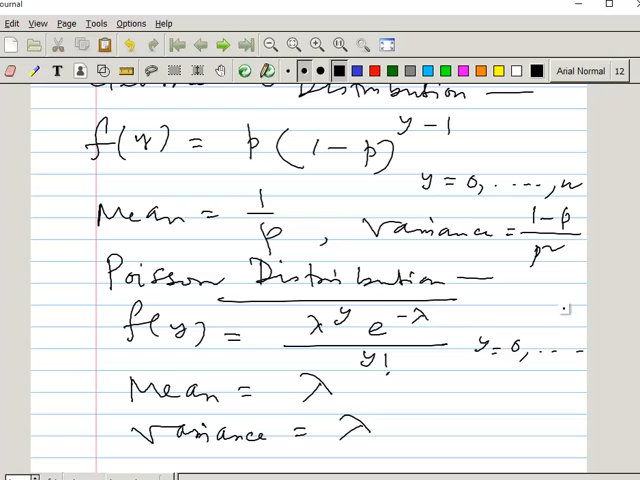 ournal
Edit View Page Tools Options Help
Arial Normal 12
Distribution —
f(y) = p(1-p)^{y-1}
y = 0, ....., n
Mean = 1/p , Variance = (1-p)/p²
Poisson Distribution —
f(y) = λ^y e^{-λ} / y! y = 0, .....
Mean = λ
Variance = λ